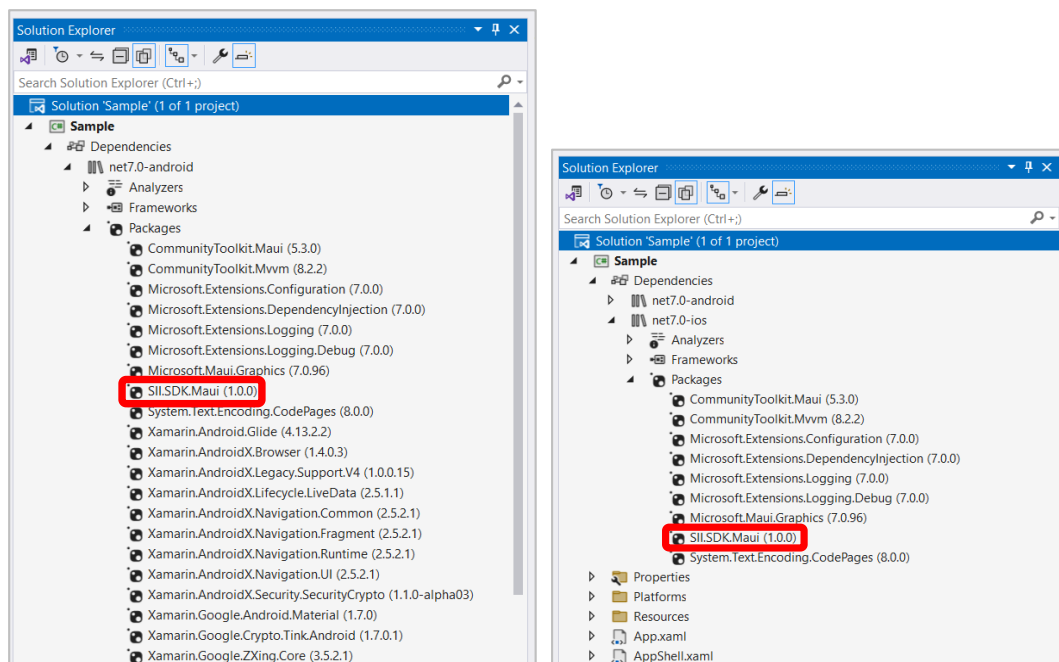 Solution Explorer
Search Solution Explorer (Ctrl+;)
Solution 'Sample' (1 of 1 project)
C# Sample
Dependencies
net7.0-android
Analyzers
Frameworks
Packages
CommunityToolkit.Maui (5.3.0)
CommunityToolkit.Mvvm (8.2.2)
Microsoft.Extensions.Configuration (7.0.0)
Microsoft.Extensions.DependencyInjection (7.0.0)
Microsoft.Extensions.Logging (7.0.0)
Microsoft.Extensions.Logging.Debug (7.0.0)
Microsoft.Maui.Graphics (7.0.96)
SII.SDK.Maui (1.0.0)
System.Text.Encoding.CodePages (8.0.0)
Xamarin.Android.Glide (4.13.2.2)
Xamarin.AndroidX.Browser (1.4.0.3)
Xamarin.AndroidX.Legacy.Support.V4 (1.0.0.15)
Xamarin.AndroidX.Lifecycle.LiveData (2.5.1.1)
Xamarin.AndroidX.Navigation.Common (2.5.2.1)
Xamarin.AndroidX.Navigation.Fragment (2.5.2.1)
Xamarin.AndroidX.Navigation.Runtime (2.5.2.1)
Xamarin.AndroidX.Navigation.UI (2.5.2.1)
Xamarin.AndroidX.Security.SecurityCrypto (1.1.0-alpha03)
Xamarin.Google.Android.Material (1.7.0)
Xamarin.Google.Crypto.Tink.Android (1.7.0.1)
Xamarin.Google.ZXing.Core (3.5.2.1)
Solution Explorer
Search Solution Explorer (Ctrl+;)
Solution 'Sample' (1 of 1 project)
C# Sample
Dependencies
net7.0-android
net7.0-ios
Analyzers
Frameworks
Packages
CommunityToolkit.Maui (5.3.0)
CommunityToolkit.Mvvm (8.2.2)
Microsoft.Extensions.Configuration (7.0.0)
Microsoft.Extensions.DependencyInjection (7.0.0)
Microsoft.Extensions.Logging (7.0.0)
Microsoft.Extensions.Logging.Debug (7.0.0)
Microsoft.Maui.Graphics (7.0.96)
SII.SDK.Maui (1.0.0)
System.Text.Encoding.CodePages (8.0.0)
Properties
Platforms
Resources
App.xaml
AppShell.xaml